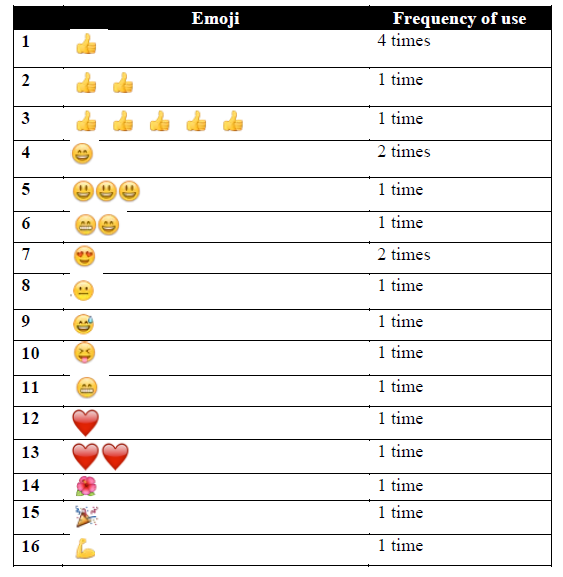 Emoji Frequency of use
1 👍 4 times
2 👍 👍 1 time
3 👍 👍 👍 👍 👍 1 time
4 😄 2 times
5 😃😃😃 1 time
6 😁😄 1 time
7 😍 2 times
8 😐 1 time
9 😅 1 time
10 😝 1 time
11 😁 1 time
12 ❤️ 1 time
13 ❤️❤️ 1 time
14 🌺 1 time
15 🎉 1 time
16 💪 1 time